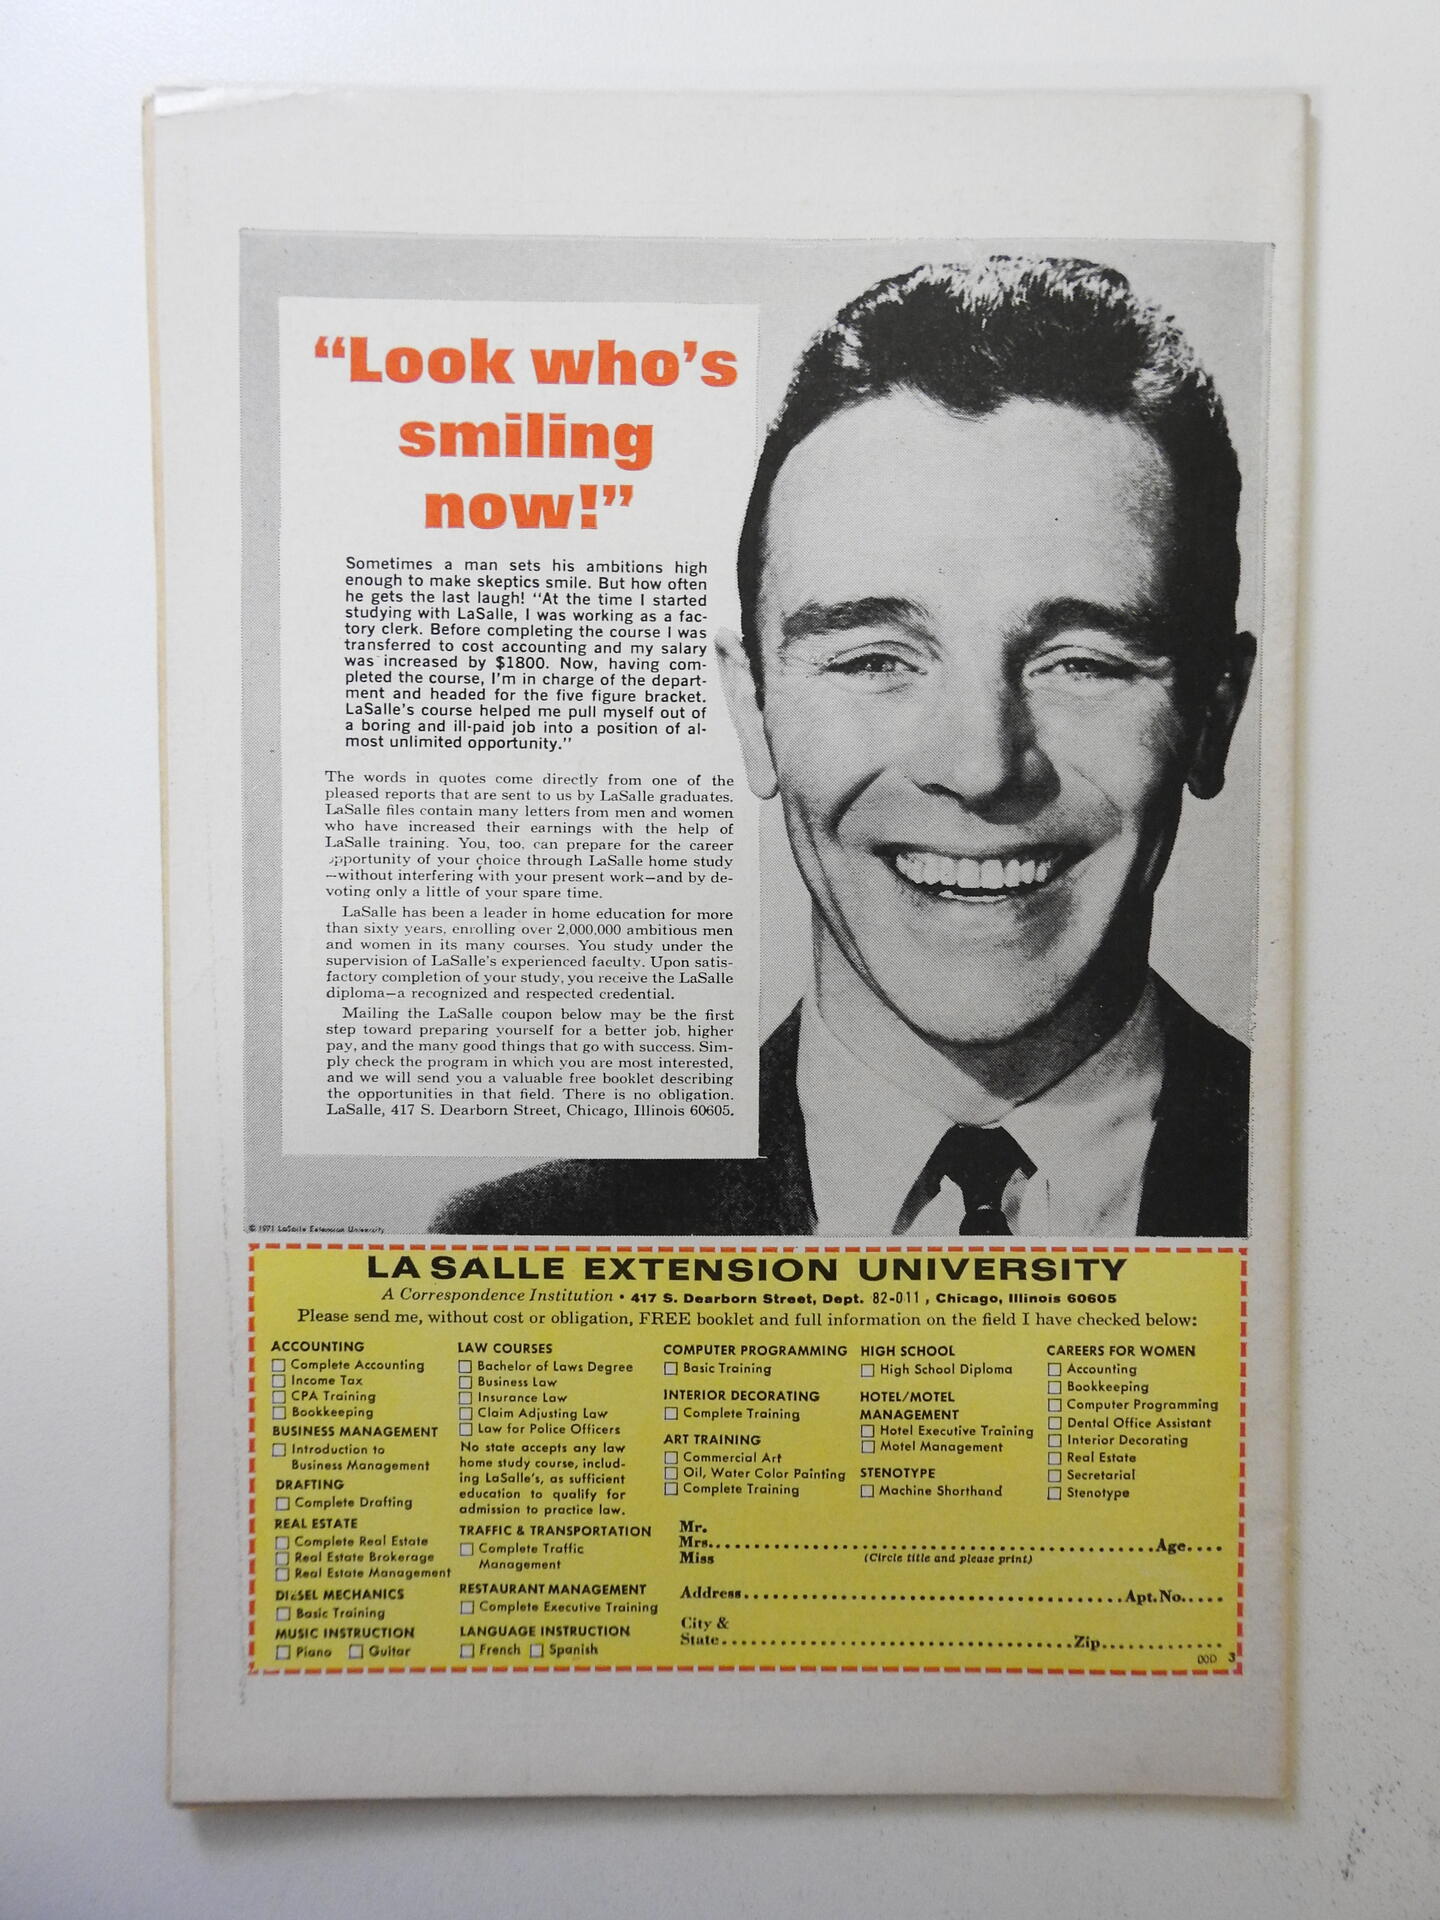 “Look who’s
smiling
now!”
Sometimes a man sets his ambitions high
enough to make skeptics smile. But how often
he gets the last laugh! “At the time I started
studying with LaSalle, I was working as a fac-
tory clerk. Before completing the course I was
transferred to cost accounting and my salary
was increased by $1800. Now, having com-
pleted the course, I’m in charge of the depart-
ment and headed for the five figure bracket.
LaSalle’s course helped me pull myself out of
a boring and ill-paid job into a position of al-
most unlimited opportunity.”
The words in quotes come directly from one of the
pleased reports that are sent to us by LaSalle graduates.
LaSalle files contain many letters from men and women
who have increased their earnings with the help of
LaSalle training. You, too, can prepare for the career
opportunity of your choice through LaSalle home study
—without interfering with your present work—and by de-
voting only a little of your spare time.
LaSalle has been a leader in home education for more
than sixty years, enrolling over 2,000,000 ambitious men
and women in its many courses. You study under the
supervision of LaSalle’s experienced faculty. Upon satis-
factory completion of your study, you receive the LaSalle
diploma—a recognized and respected credential.
Mailing the LaSalle coupon below may be the first
step toward preparing yourself for a better job, higher
pay, and the many good things that go with success. Sim-
ply check the program in which you are most interested,
and we will send you a valuable free booklet describing
the opportunities in that field. There is no obligation.
LaSalle, 417 S. Dearborn Street, Chicago, Illinois 60605.
© 1971 LaSalle Extension University
LA SALLE EXTENSION UNIVERSITY
A Correspondence Institution • 417 S. Dearborn Street, Dept. 82-011, Chicago, Illinois 60605
Please send me, without cost or obligation, FREE booklet and full information on the field I have checked below:
ACCOUNTING
Complete Accounting
Income Tax
CPA Training
Bookkeeping
BUSINESS MANAGEMENT
Introduction to
Business Management
DRAFTING
Complete Drafting
REAL ESTATE
Complete Real Estate
Real Estate Brokerage
Real Estate Management
DIESEL MECHANICS
Basic Training
MUSIC INSTRUCTION
Piano Guitar
LAW COURSES
Bachelor of Laws Degree
Business Law
Insurance Law
Claim Adjusting Law
Law for Police Officers
No state accepts any law
home study course, includ-
ing LaSalle’s, as sufficient
education to qualify for
admission to practice law.
TRAFFIC & TRANSPORTATION
Complete Traffic
Management
RESTAURANT MANAGEMENT
Complete Executive Training
LANGUAGE INSTRUCTION
French Spanish
COMPUTER PROGRAMMING
Basic Training
INTERIOR DECORATING
Complete Training
ART TRAINING
Commercial Art
Oil, Water Color Painting
Complete Training
HIGH SCHOOL
High School Diploma
HOTEL/MOTEL
MANAGEMENT
Hotel Executive Training
Motel Management
STENOTYPE
Machine Shorthand
CAREERS FOR WOMEN
Accounting
Bookkeeping
Computer Programming
Dental Office Assistant
Interior Decorating
Real Estate
Secretarial
Stenotype
Mr.
Mrs. Age
Miss (Circle title and please print)
Address Apt. No.
City &
State Zip
000 3